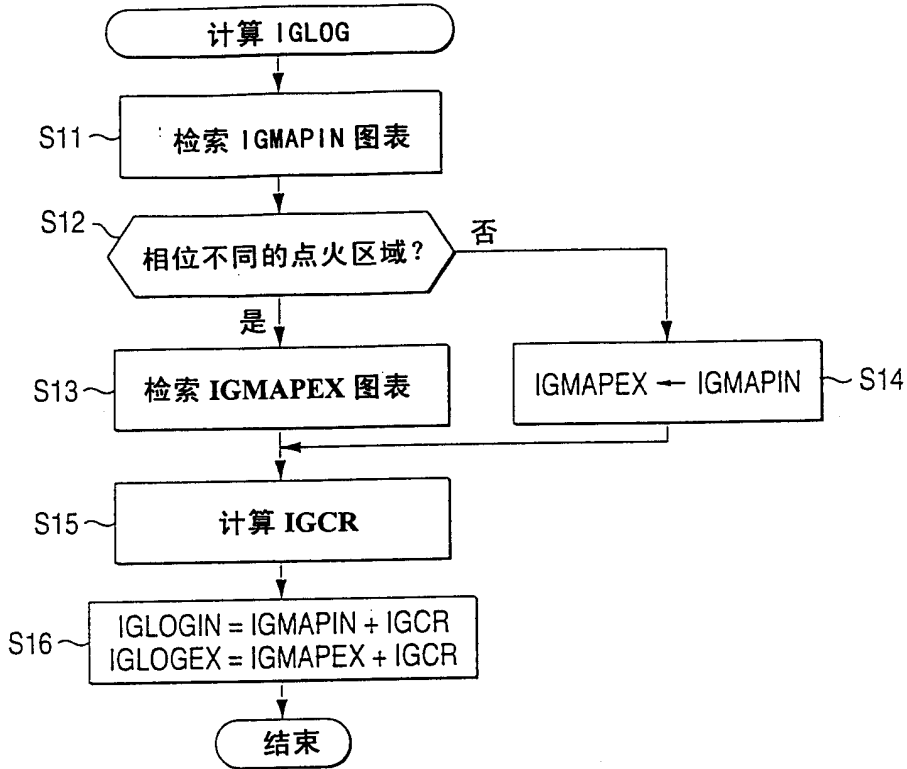 计算 IGLOG
S11
检索 IGMAPIN 图表
S12
相位不同的点火区域?
否
是
S13
检索 IGMAPEX 图表
IGMAPEX ← IGMAPIN
S14
S15
计算 IGCR
S16
IGLOGIN = IGMAPIN + IGCR
IGLOGEX = IGMAPEX + IGCR
结束